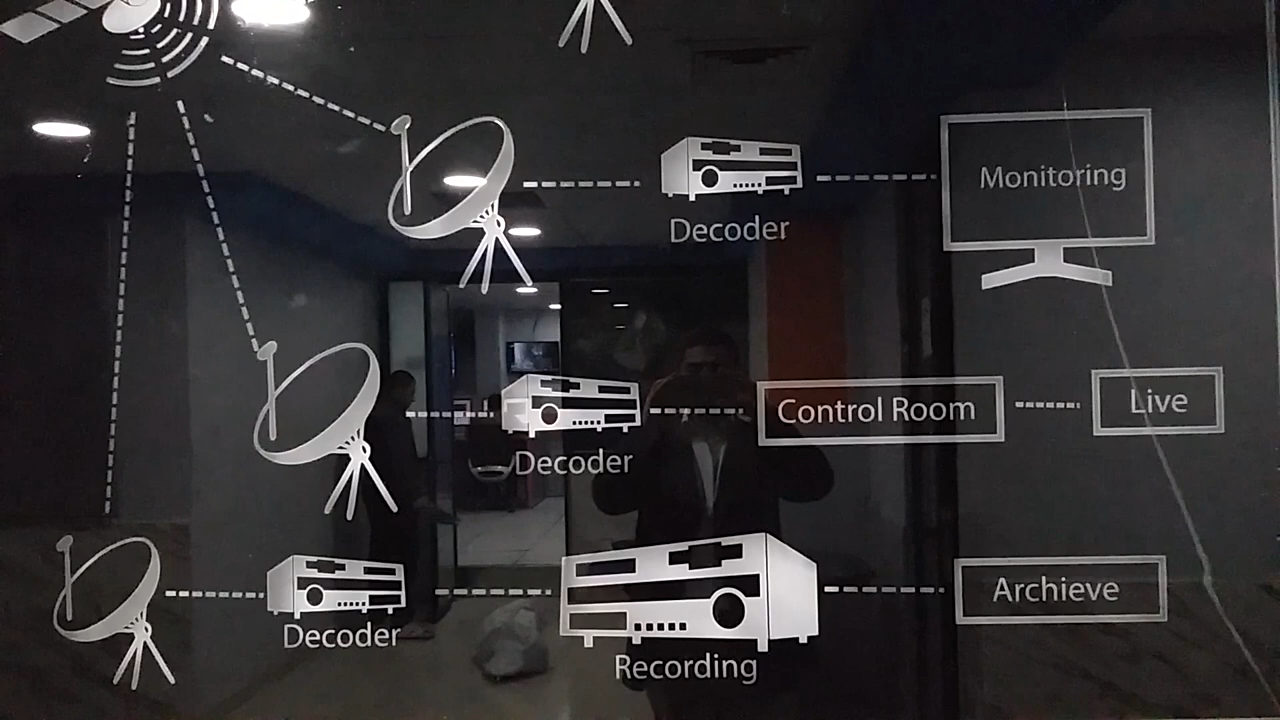 Monitoring
Decoder
Control Room
Live
Decoder
Archieve
Decoder
Recording